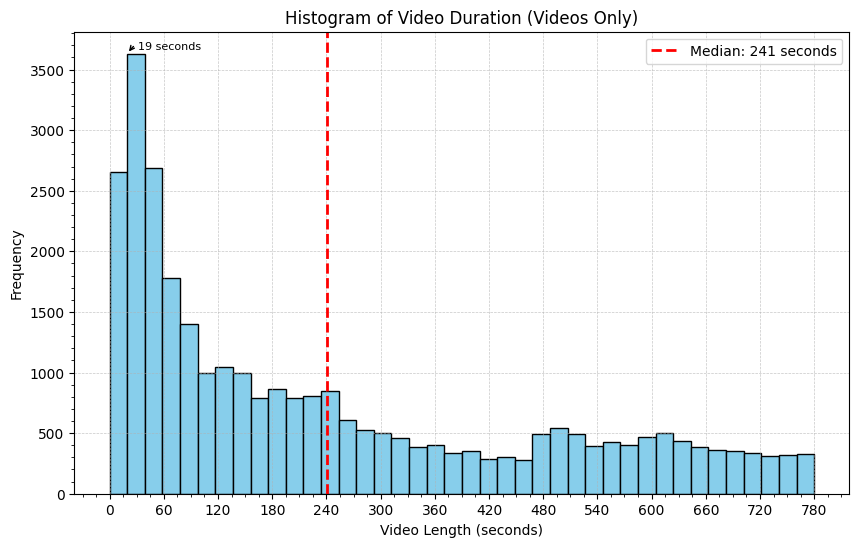 Histogram of Video Duration (Videos Only)
19 seconds
Median: 241 seconds
Frequency
3500
3000
2500
2000
1500
1000
500
0
0 60 120 180 240 300 360 420 480 540 600 660 720 780
Video Length (seconds)